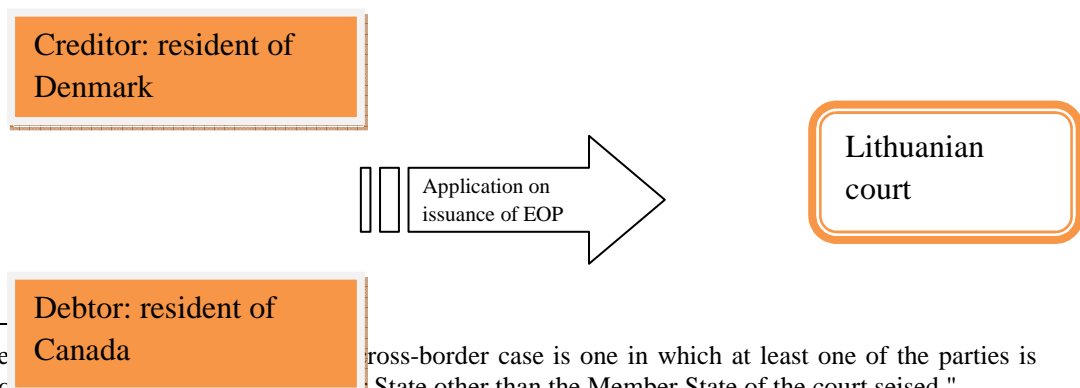 Creditor: resident of
Denmark
Application on
issuance of EOP
Lithuanian
court
Debtor: resident of
Canada
cross-border case is one in which at least one of the parties is
State other than the Member State of the court seised."